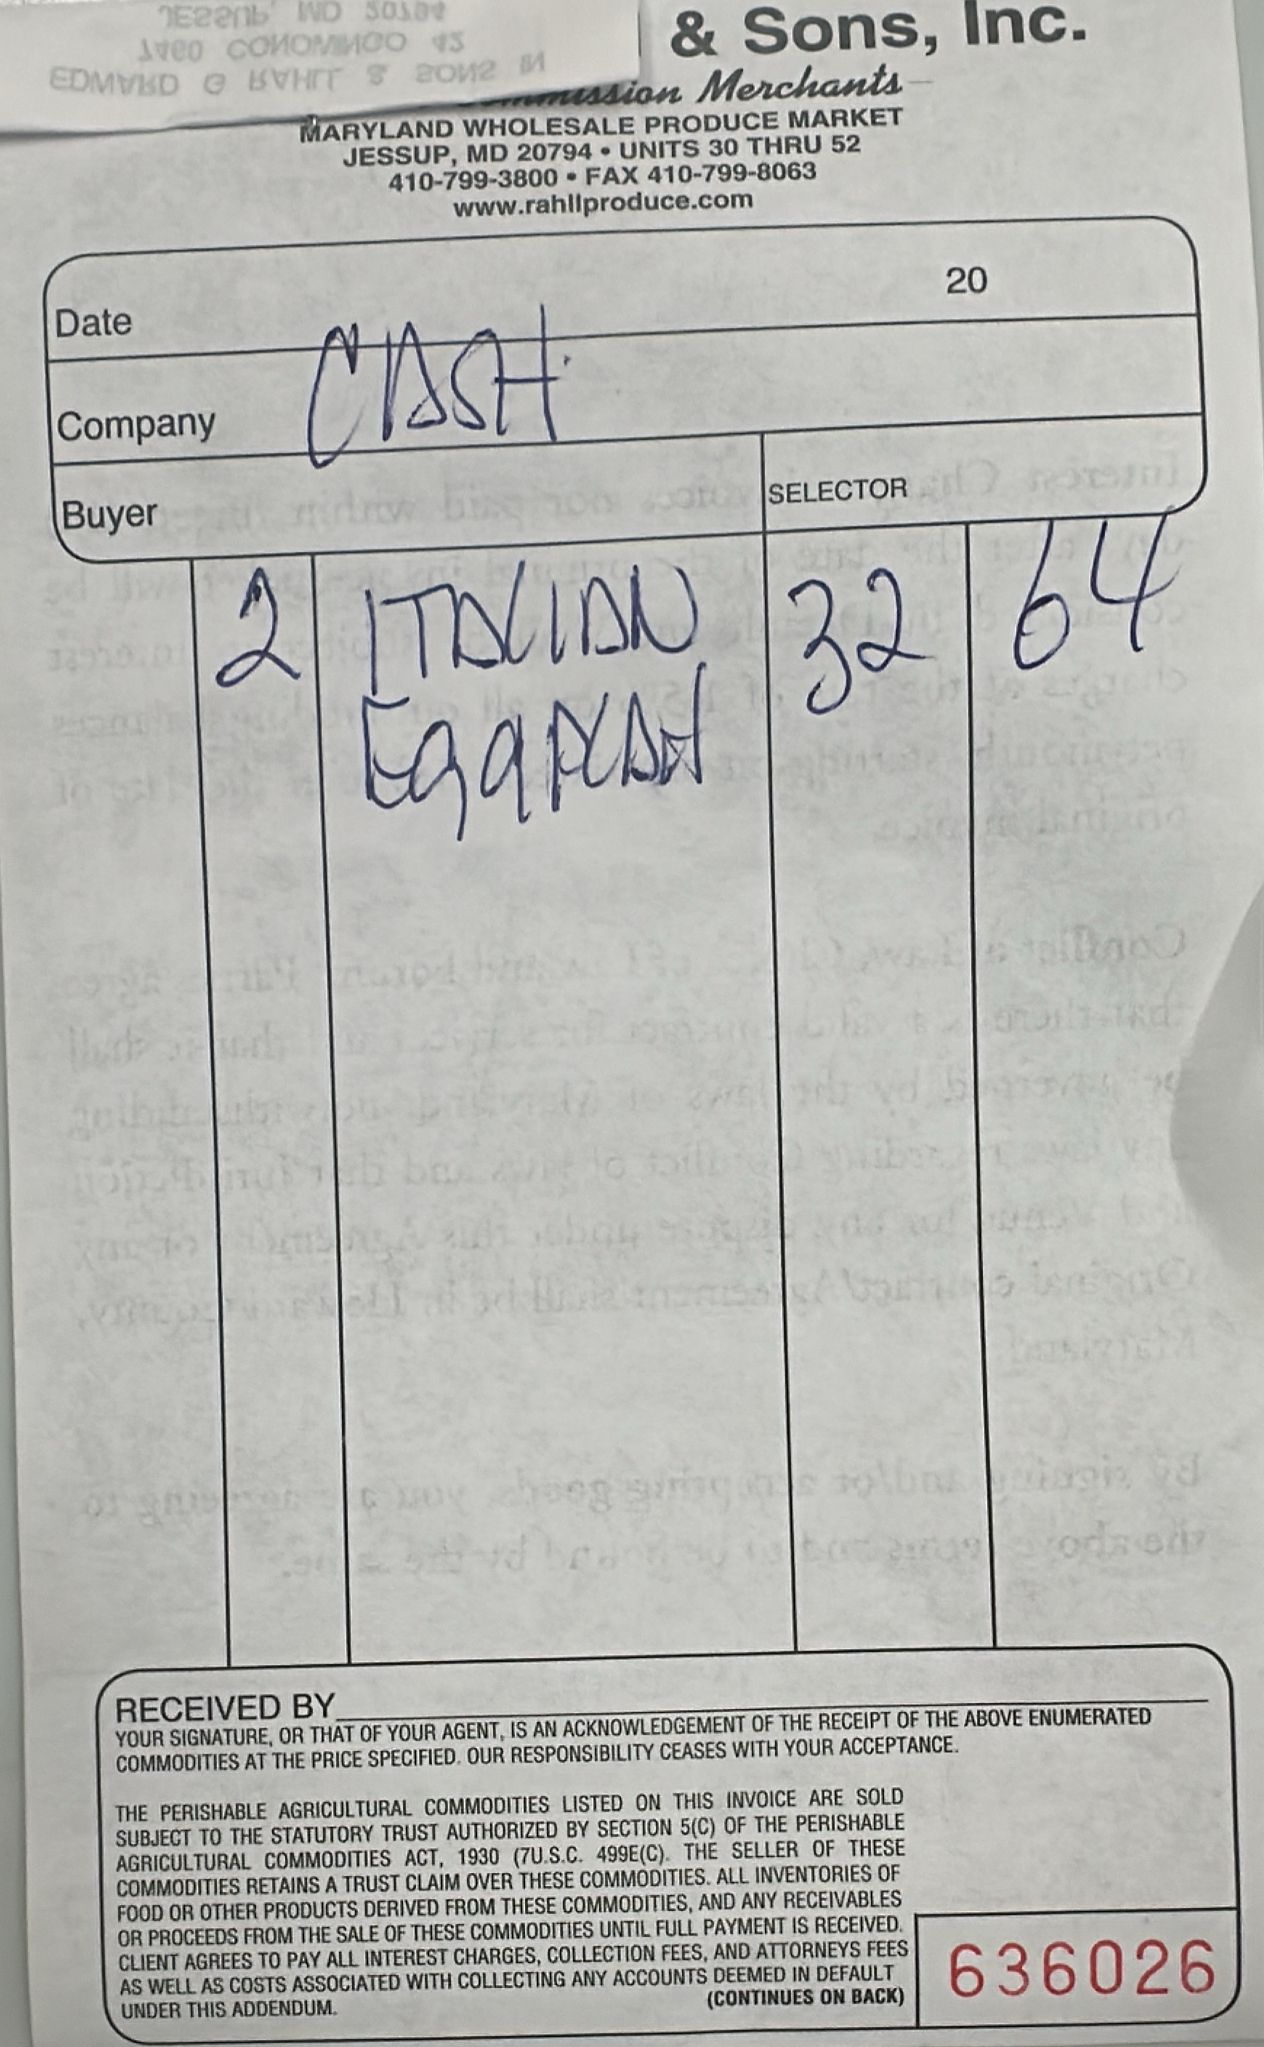 & Sons, Inc.
Merchants
MARYLAND WHOLESALE PRODUCE MARKET
JESSUP, MD 20794 • UNITS 30 THRU 52
410-799-3800 • FAX 410-799-8063
www.rahllproduce.com
Date 20
Company CASH
Buyer SELECTOR
2 ITALIAN 32 64
Eggplant
RECEIVED BY
YOUR SIGNATURE, OR THAT OF YOUR AGENT, IS AN ACKNOWLEDGEMENT OF THE RECEIPT OF THE ABOVE ENUMERATED
COMMODITIES AT THE PRICE SPECIFIED. OUR RESPONSIBILITY CEASES WITH YOUR ACCEPTANCE.
THE PERISHABLE AGRICULTURAL COMMODITIES LISTED ON THIS INVOICE ARE SOLD
SUBJECT TO THE STATUTORY TRUST AUTHORIZED BY SECTION 5(C) OF THE PERISHABLE
AGRICULTURAL COMMODITIES ACT, 1930 (7U.S.C. 499E(C). THE SELLER OF THESE
COMMODITIES RETAINS A TRUST CLAIM OVER THESE COMMODITIES. ALL INVENTORIES OF
FOOD OR OTHER PRODUCTS DERIVED FROM THESE COMMODITIES, AND ANY RECEIVABLES
OR PROCEEDS FROM THE SALE OF THESE COMMODITIES UNTIL FULL PAYMENT IS RECEIVED.
CLIENT AGREES TO PAY ALL INTEREST CHARGES, COLLECTION FEES, AND ATTORNEYS FEES
AS WELL AS COSTS ASSOCIATED WITH COLLECTING ANY ACCOUNTS DEEMED IN DEFAULT
UNDER THIS ADDENDUM. (CONTINUES ON BACK)
636026